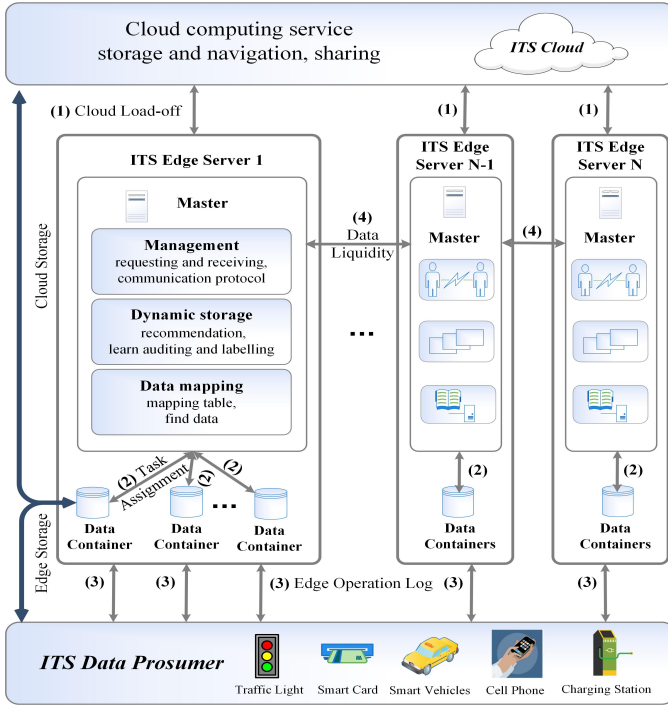 Cloud computing service
storage and navigation, sharing
ITS Cloud
(1) Cloud Load-off
(1)
(1)
ITS Edge Server 1
Master
Management
requesting and receiving,
communication protocol
Dynamic storage
recommendation,
learn auditing and labelling
Data mapping
mapping table,
find data
(2) Task
Assignment
(2)
(2)
...
Data
Container
Data
Container
Data
Container
(4)
Data
Liquidity
...
ITS Edge
Server N-1
Master
(2)
Data
Containers
(4)
ITS Edge
Server N
Master
(2)
Data
Containers
Cloud Storage
Edge Storage
(3)
(3)
(3) Edge Operation Log
(3)
(3)
ITS Data Prosumer
Traffic Light
Smart Card
Smart Vehicles
Cell Phone
Charging Station